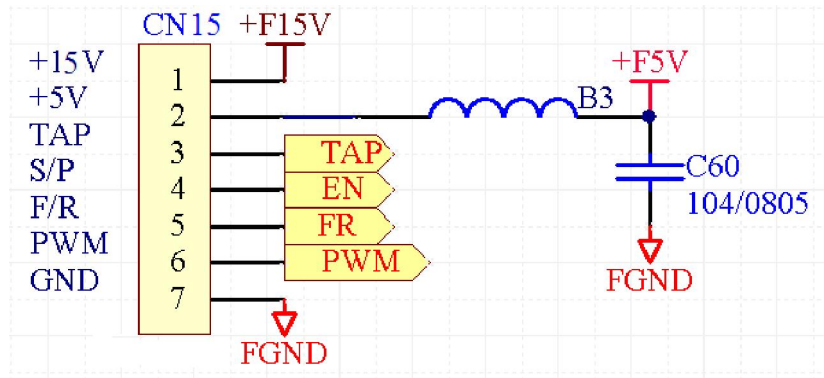 CN15 +F15V
+15V
+5V
TAP
S/P
F/R
PWM
GND
1
2
3
4
5
6
7
TAP
EN
FR
PWM
FGND
B3
+F5V
C60
104/0805
FGND